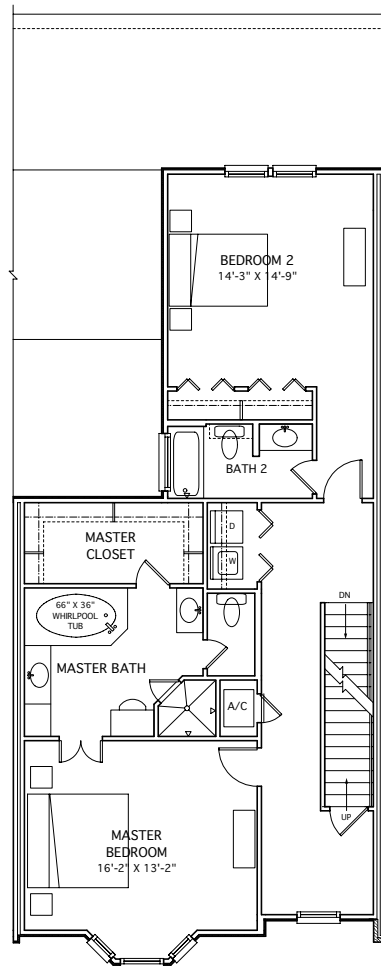 BEDROOM 2
14'-3" X 14'-9"
BATH 2
D
W
MASTER
CLOSET
66" X 36"
WHIRLPOOL
TUB
MASTER BATH
A/C
DN
UP
MASTER
BEDROOM
16'-2" X 13'-2"